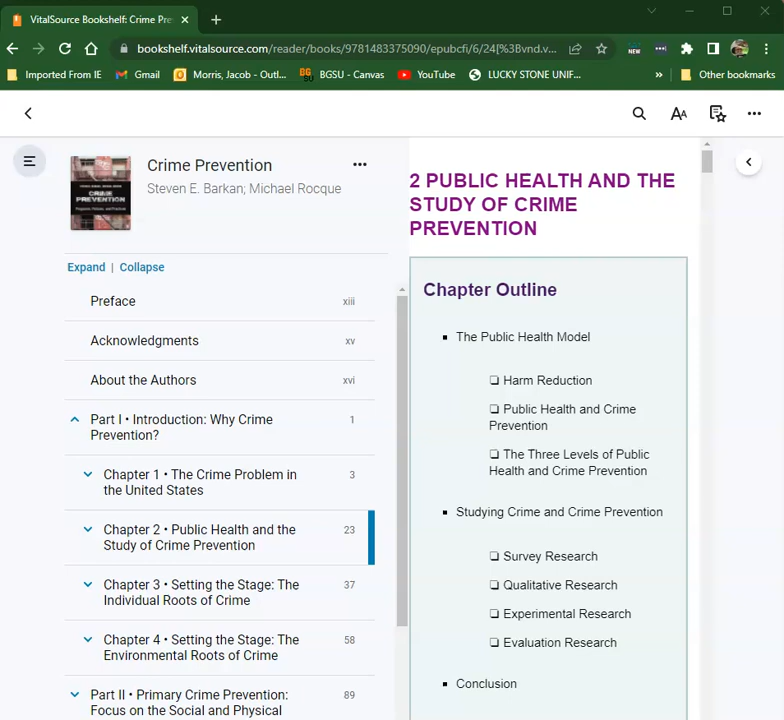 VitalSource Bookshelf: Crime Pre
bookshelf.vitalsource.com/reader/books/9781483375090/epubcfi/6/24[%3Bvnd.v...
NEW
Imported From IE
Gmail
Morris, Jacob - Outl...
BGSU - Canvas
YouTube
LUCKY STONE UNIF...
»
Other bookmarks
AA
CRIME
PREVENTION
Crime Prevention
Steven E. Barkan; Michael Rocque
Expand | Collapse
Preface xiii
Acknowledgments xv
About the Authors xvi
Part I • Introduction: Why Crime 1
Prevention?
Chapter 1 • The Crime Problem in 3
the United States
Chapter 2 • Public Health and the 23
Study of Crime Prevention
Chapter 3 • Setting the Stage: The 37
Individual Roots of Crime
Chapter 4 • Setting the Stage: The 58
Environmental Roots of Crime
Part II • Primary Crime Prevention: 89
Focus on the Social and Physical
2 PUBLIC HEALTH AND THE
STUDY OF CRIME
PREVENTION
Chapter Outline
▪ The Public Health Model
❏ Harm Reduction
❏ Public Health and Crime
Prevention
❏ The Three Levels of Public
Health and Crime Prevention
▪ Studying Crime and Crime Prevention
❏ Survey Research
❏ Qualitative Research
❏ Experimental Research
❏ Evaluation Research
▪ Conclusion